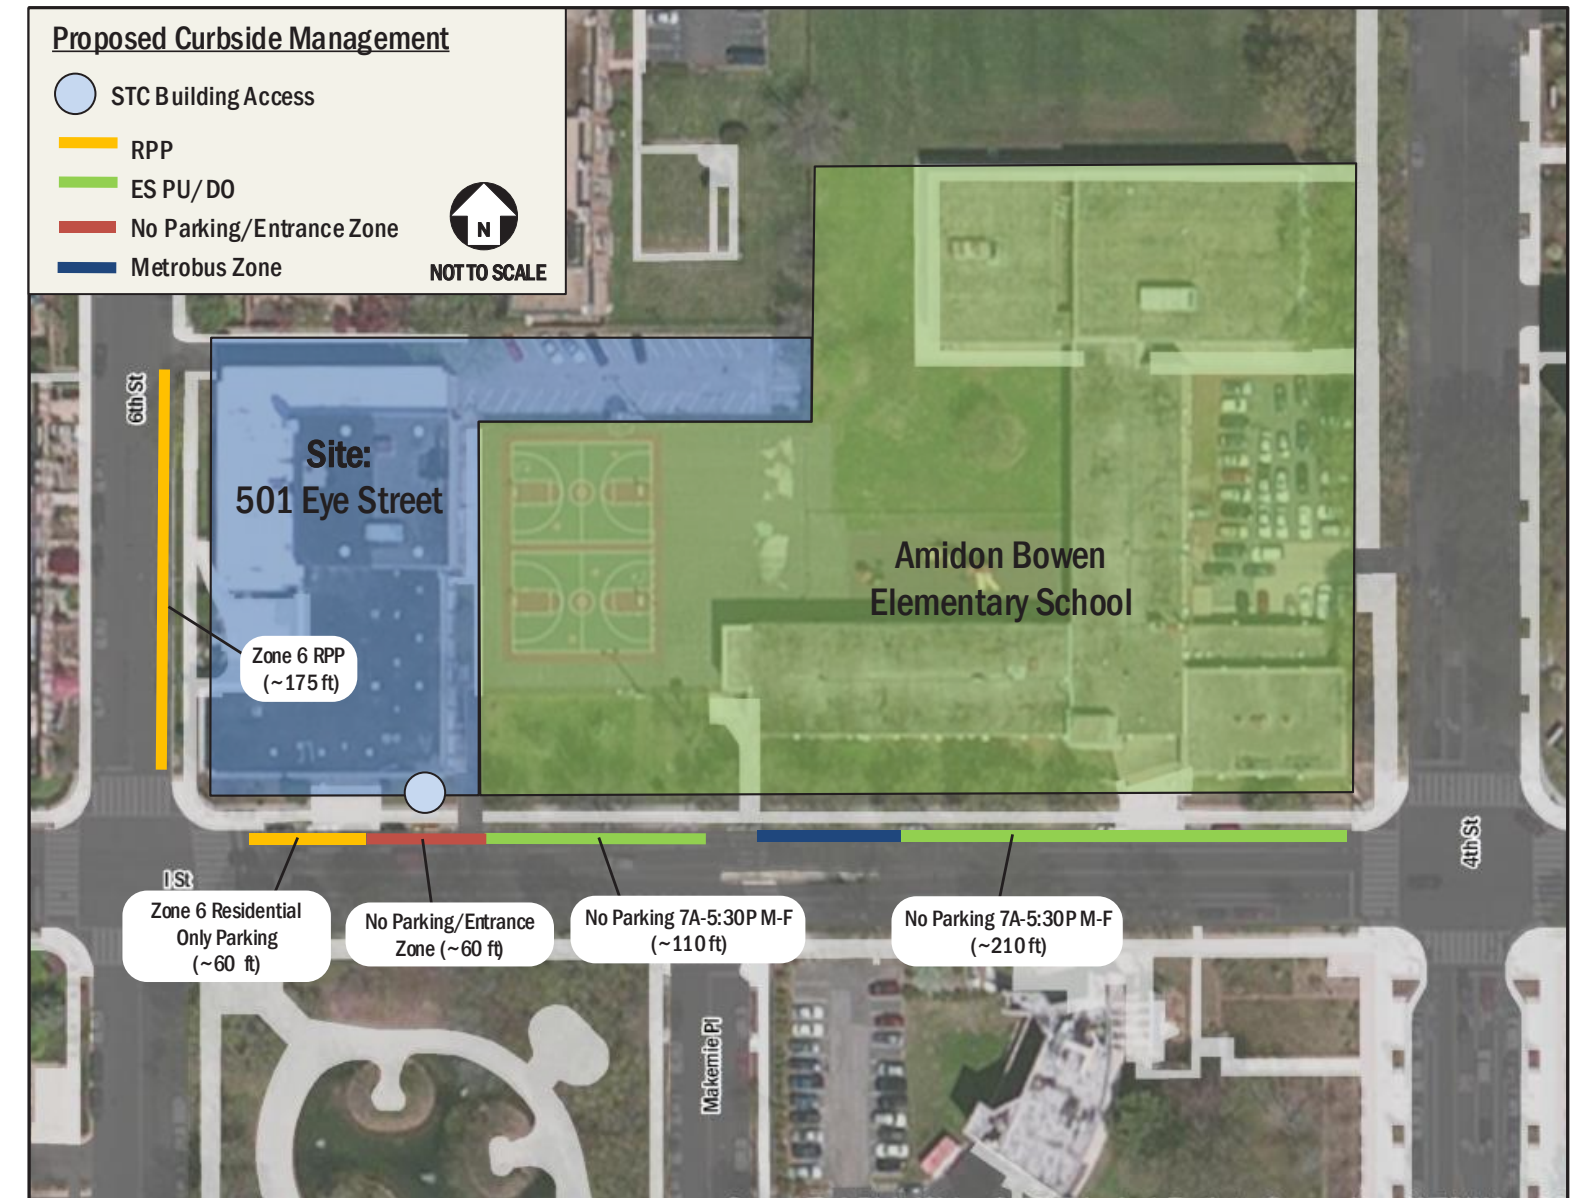 Proposed Curbside Management
STC Building Access
RPP
ES PU/DO
No Parking/Entrance Zone
Metrobus Zone
N
NOT TO SCALE
6th St
Site:
501 Eye Street
Amidon Bowen
Elementary School
Zone 6 RPP
(~175 ft)
4th St
I St
Zone 6 Residential
Only Parking
(~60 ft)
No Parking/Entrance
Zone (~60 ft)
No Parking 7A-5:30P M-F
(~110 ft)
No Parking 7A-5:30P M-F
(~210 ft)
Makemie Pl